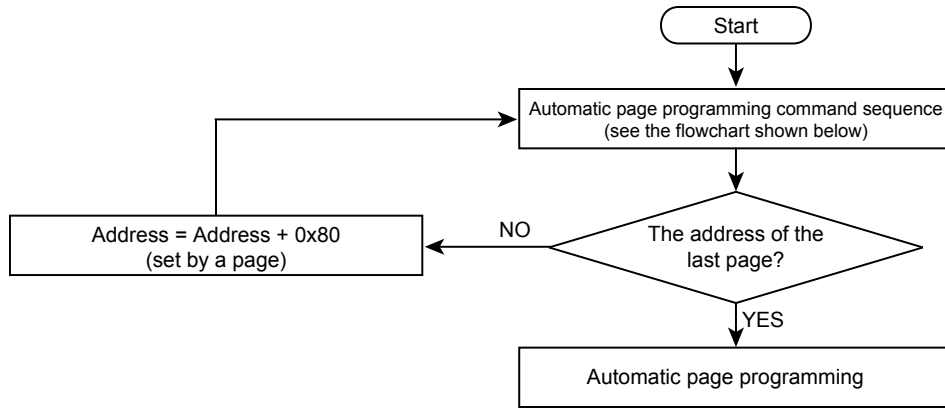 Start
Automatic page programming command sequence
(see the flowchart shown below)
Address = Address + 0x80
(set by a page)
NO
The address of the
last page?
YES
Automatic page programming